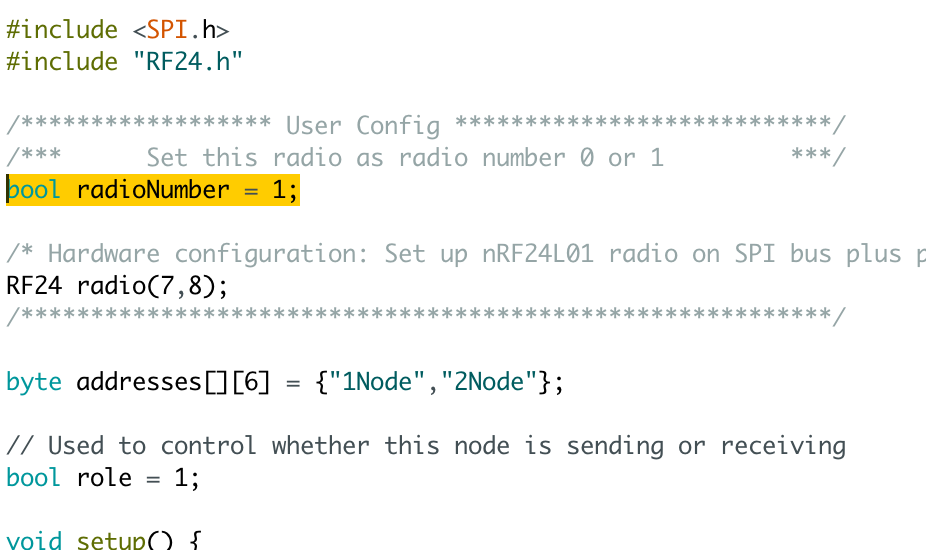 #include <SPI.h>
#include "RF24.h"
/****************** User Config ***************************/
/***      Set this radio as radio number 0 or 1         ***/
bool radioNumber = 1;
/* Hardware configuration: Set up nRF24L01 radio on SPI bus plus p
RF24 radio(7,8);
/**********************************************************/
byte addresses[][6] = {"1Node","2Node"};
// Used to control whether this node is sending or receiving
bool role = 1;
void setup() {